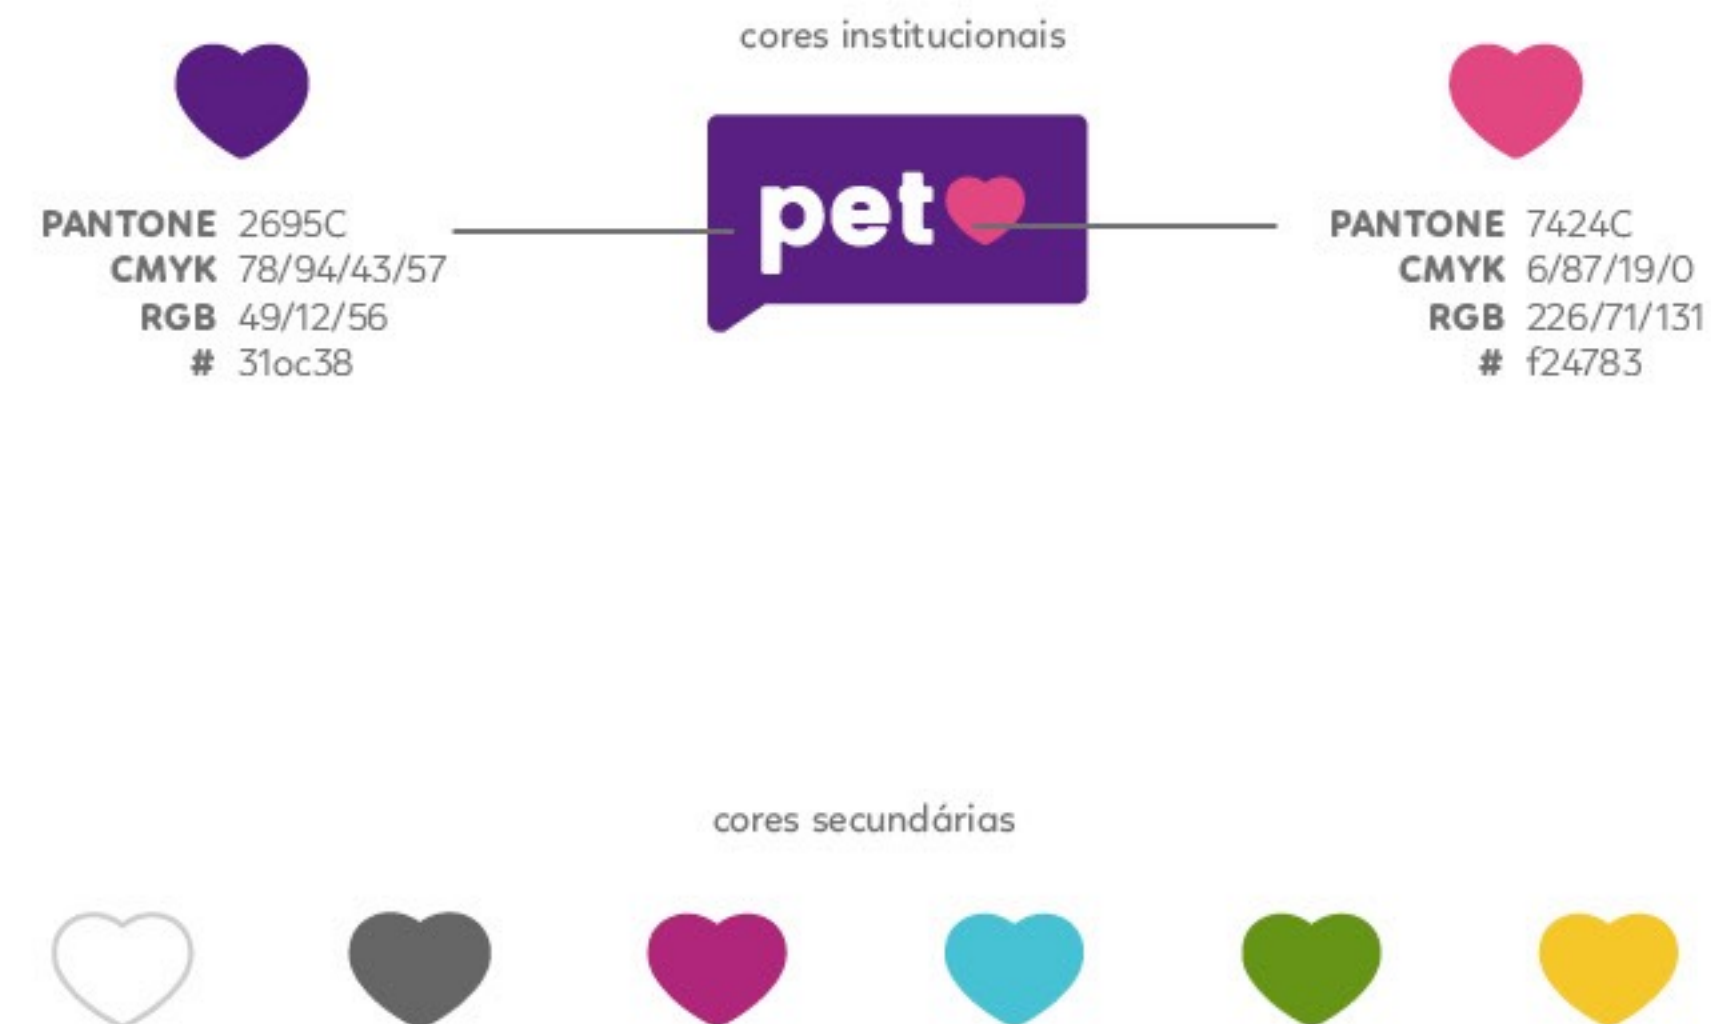 cores institucionais
pet
PANTONE 2695C
CMYK 78/94/43/57
RGB 49/12/56
# 31oc38
PANTONE 7424C
CMYK 6/87/19/0
RGB 226/71/131
# f24783
cores secundárias